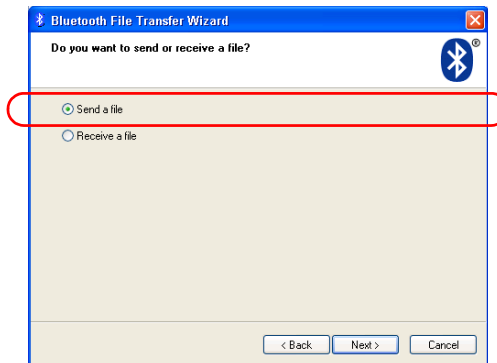 Bluetooth File Transfer Wizard
Do you want to send or receive a file?
®
Send a file
Receive a file
< Back Next > Cancel